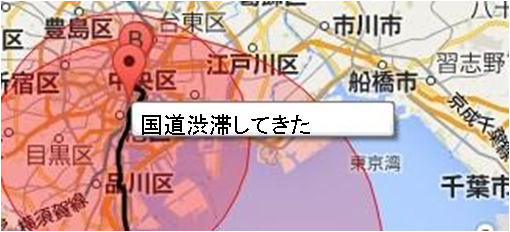 豊島区
台東区
市川市
習志野
新宿区
中央区
江戸川区
船橋市
B
京成千葉線
国道渋滞してきた
目黒区
東京湾
品川区
千葉市
横須賀線